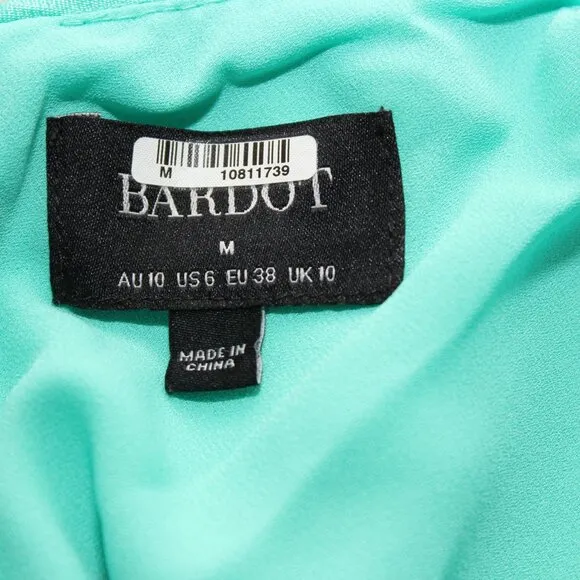 M 10811739
BARDOT
M
AU 10 US 6 EU 38 UK 10
MADE IN
CHINA